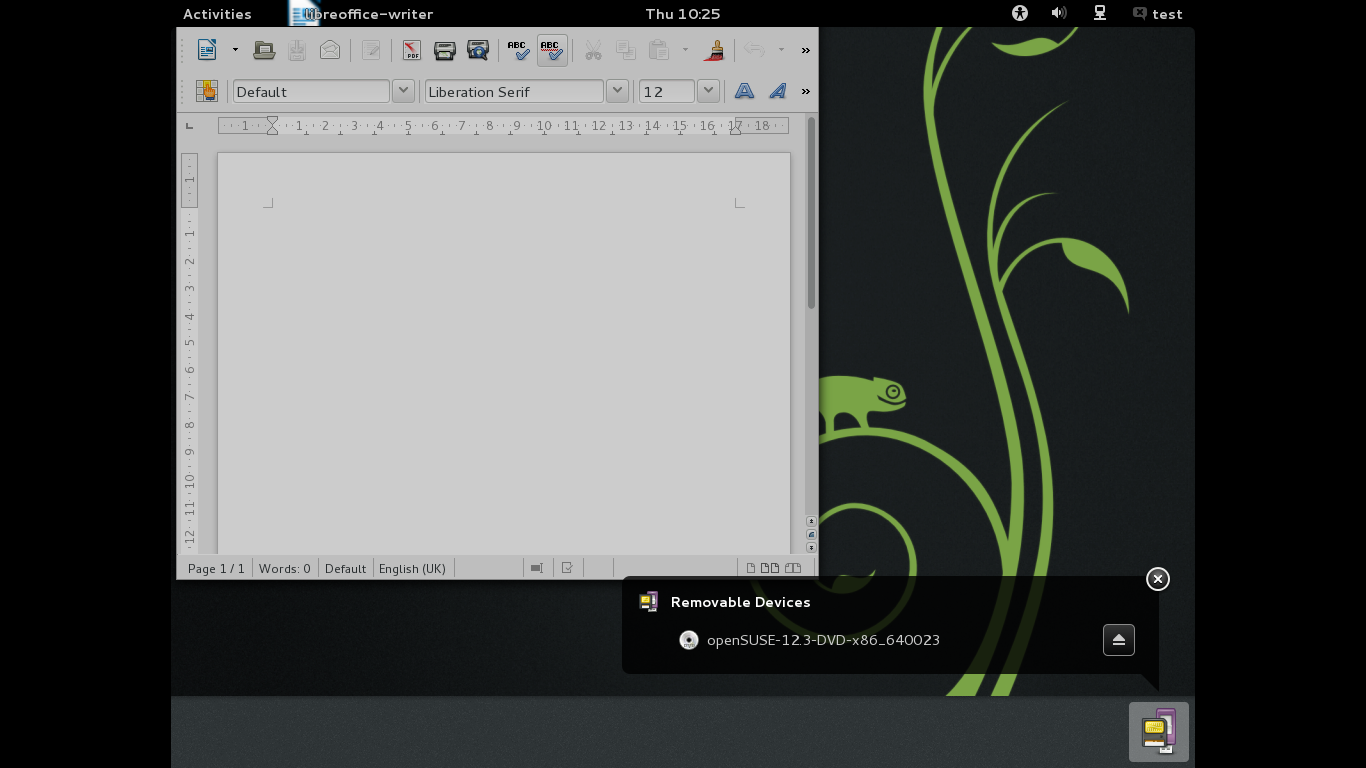 Activities libreoffice-writer Thu 10:25 test
PDF ABC ABC »
Default Liberation Serif 12 A A »
1 1 2 3 4 5 6 7 8 9 10 11 12 13 14 15 16 17 18
1
1
2
3
4
5
6
7
8
9
10
11
12
Page 1 / 1 Words: 0 Default English (UK)
Removable Devices
openSUSE-12.3-DVD-x86_640023